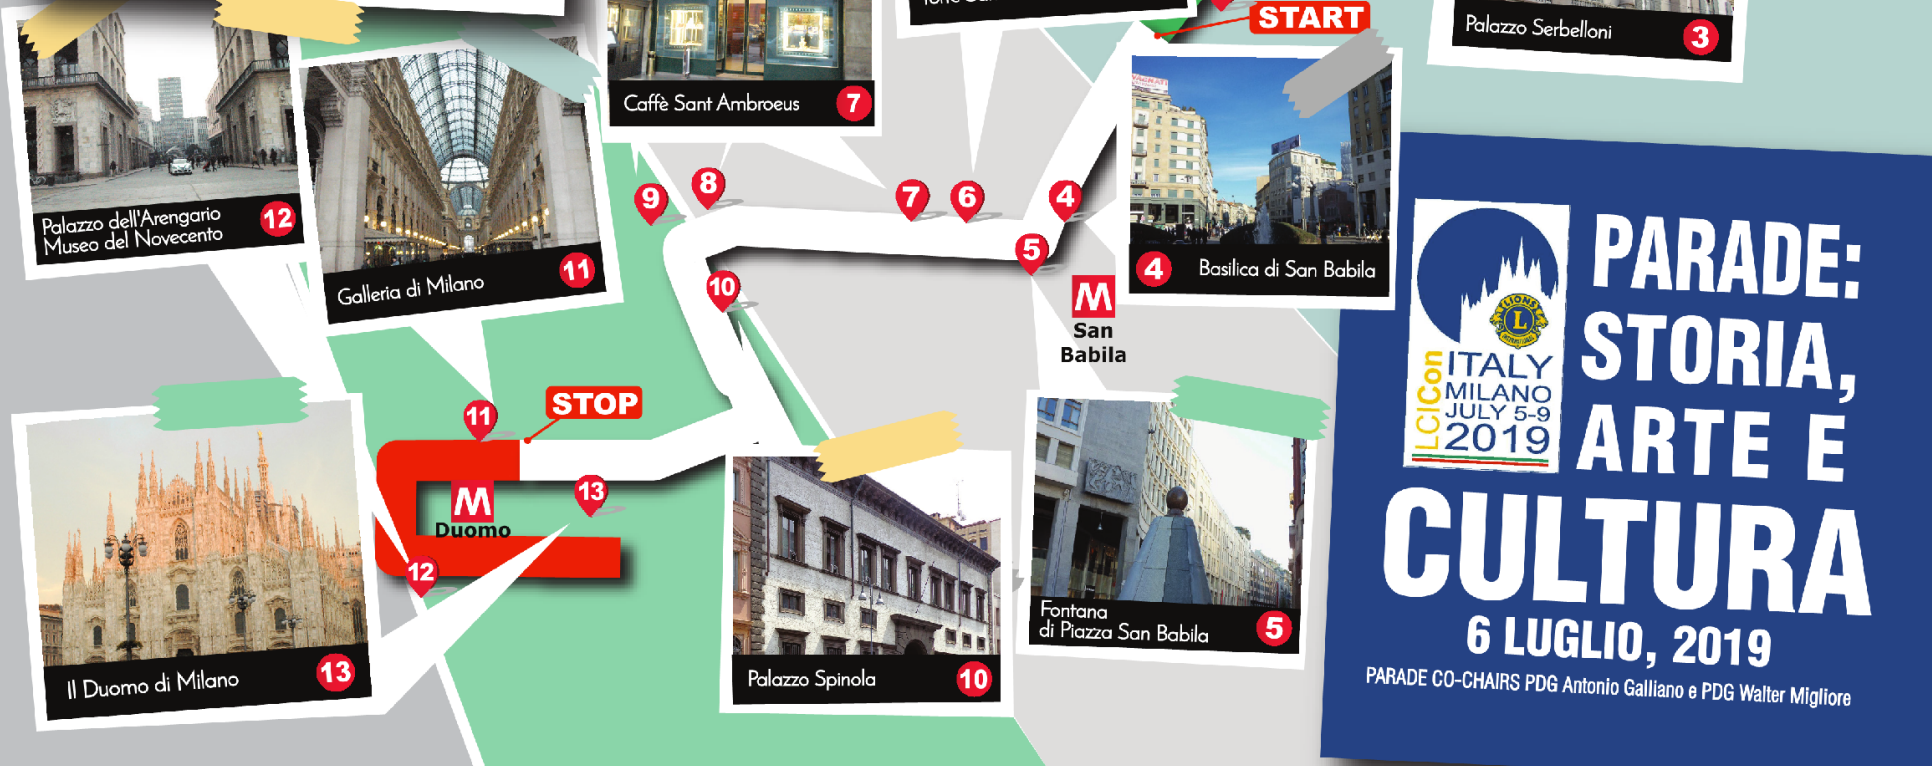 START
Palazzo Serbelloni
3
Caffè Sant Ambroeus
7
Palazzo dell'Arengario
Museo del Novecento
12
Galleria di Milano
11
9
8
7
6
4
5
10
4
Basilica di San Babila
M
San
Babila
11
STOP
13
M
Duomo
12
Il Duomo di Milano
13
Palazzo Spinola
10
Fontana
di Piazza San Babila
5
LIONS
L
INTERNATIONAL
LCICon
ITALY
MILANO
JULY 5-9
2019
PARADE:
STORIA,
ARTE E
CULTURA
6 LUGLIO, 2019
PARADE CO-CHAIRS PDG Antonio Galliano e PDG Walter Migliore